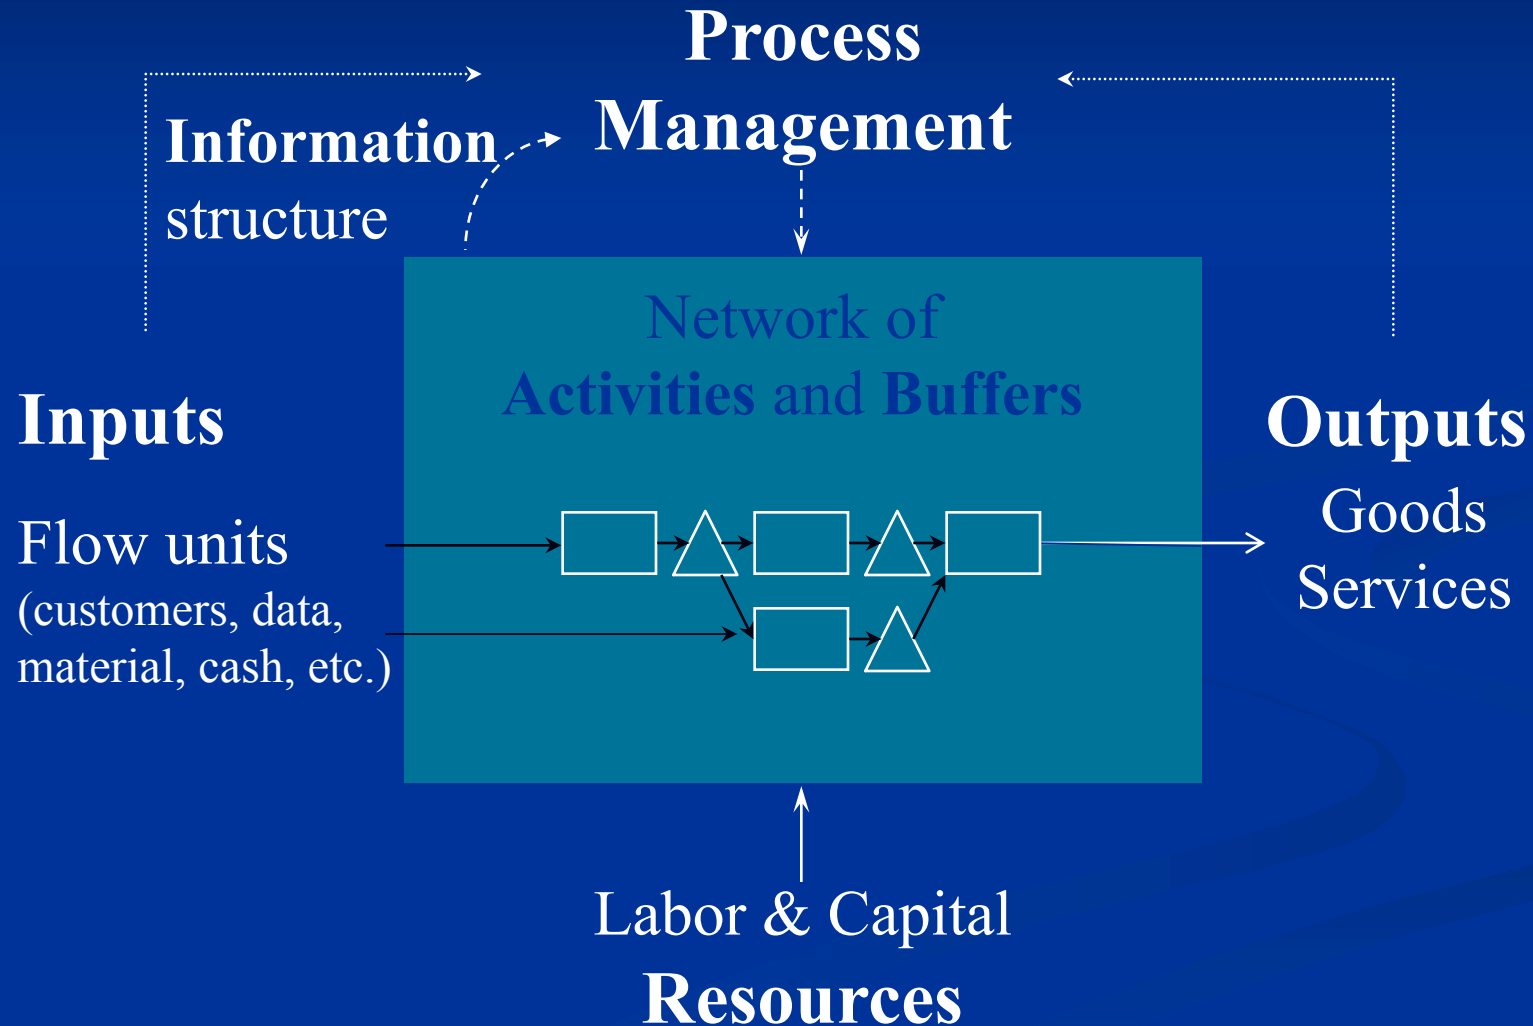 Process
Management
Information
structure
Network of
Activities and Buffers
Inputs
Flow units
(customers, data,
material, cash, etc.)
Outputs
Goods
Services
Labor & Capital
Resources